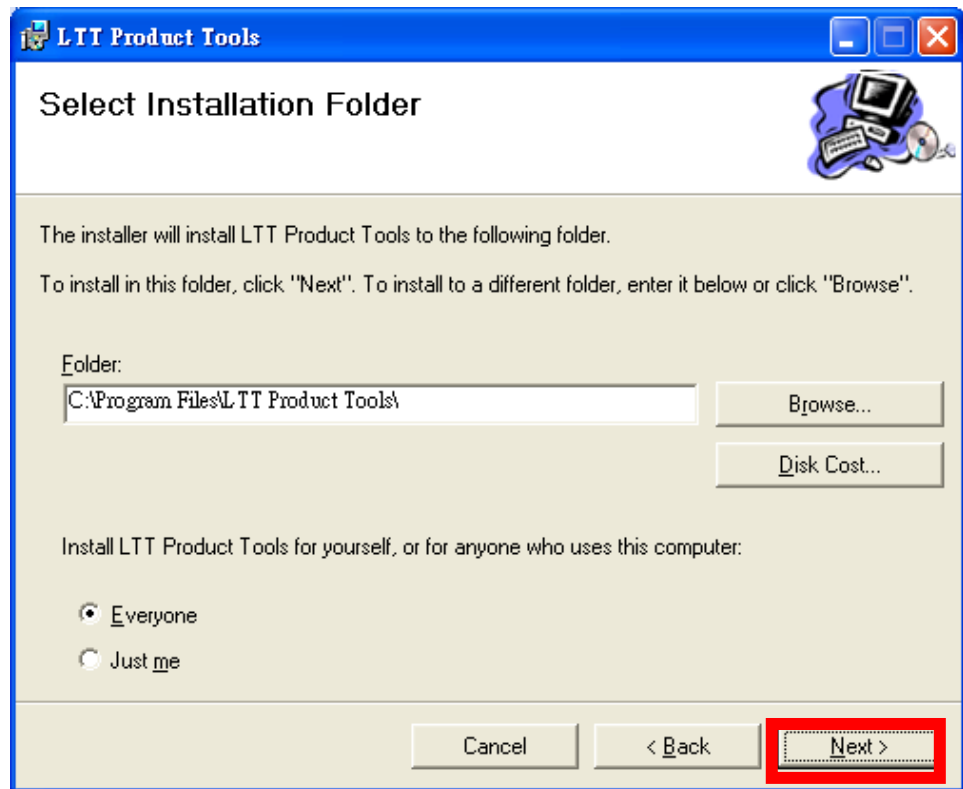 LTT Product Tools
Select Installation Folder
The installer will install LTT Product Tools to the following folder.
To install in this folder, click "Next". To install to a different folder, enter it below or click "Browse".
Folder:
C:\Program Files\LTT Product Tools\
Browse...
Disk Cost...
Install LTT Product Tools for yourself, or for anyone who uses this computer:
Everyone
Just me
Cancel
< Back
Next >